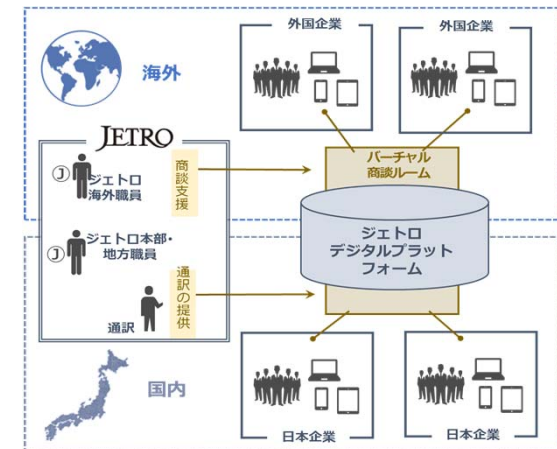 外国企業
外国企業
海外
JETRO
J
ジェトロ
海外職員
商談支援
バーチャル
商談ルーム
J
ジェトロ本部・
地方職員
ジェトロ
デジタルプラット
フォーム
通訳の提供
通訳
国内
日本企業
日本企業